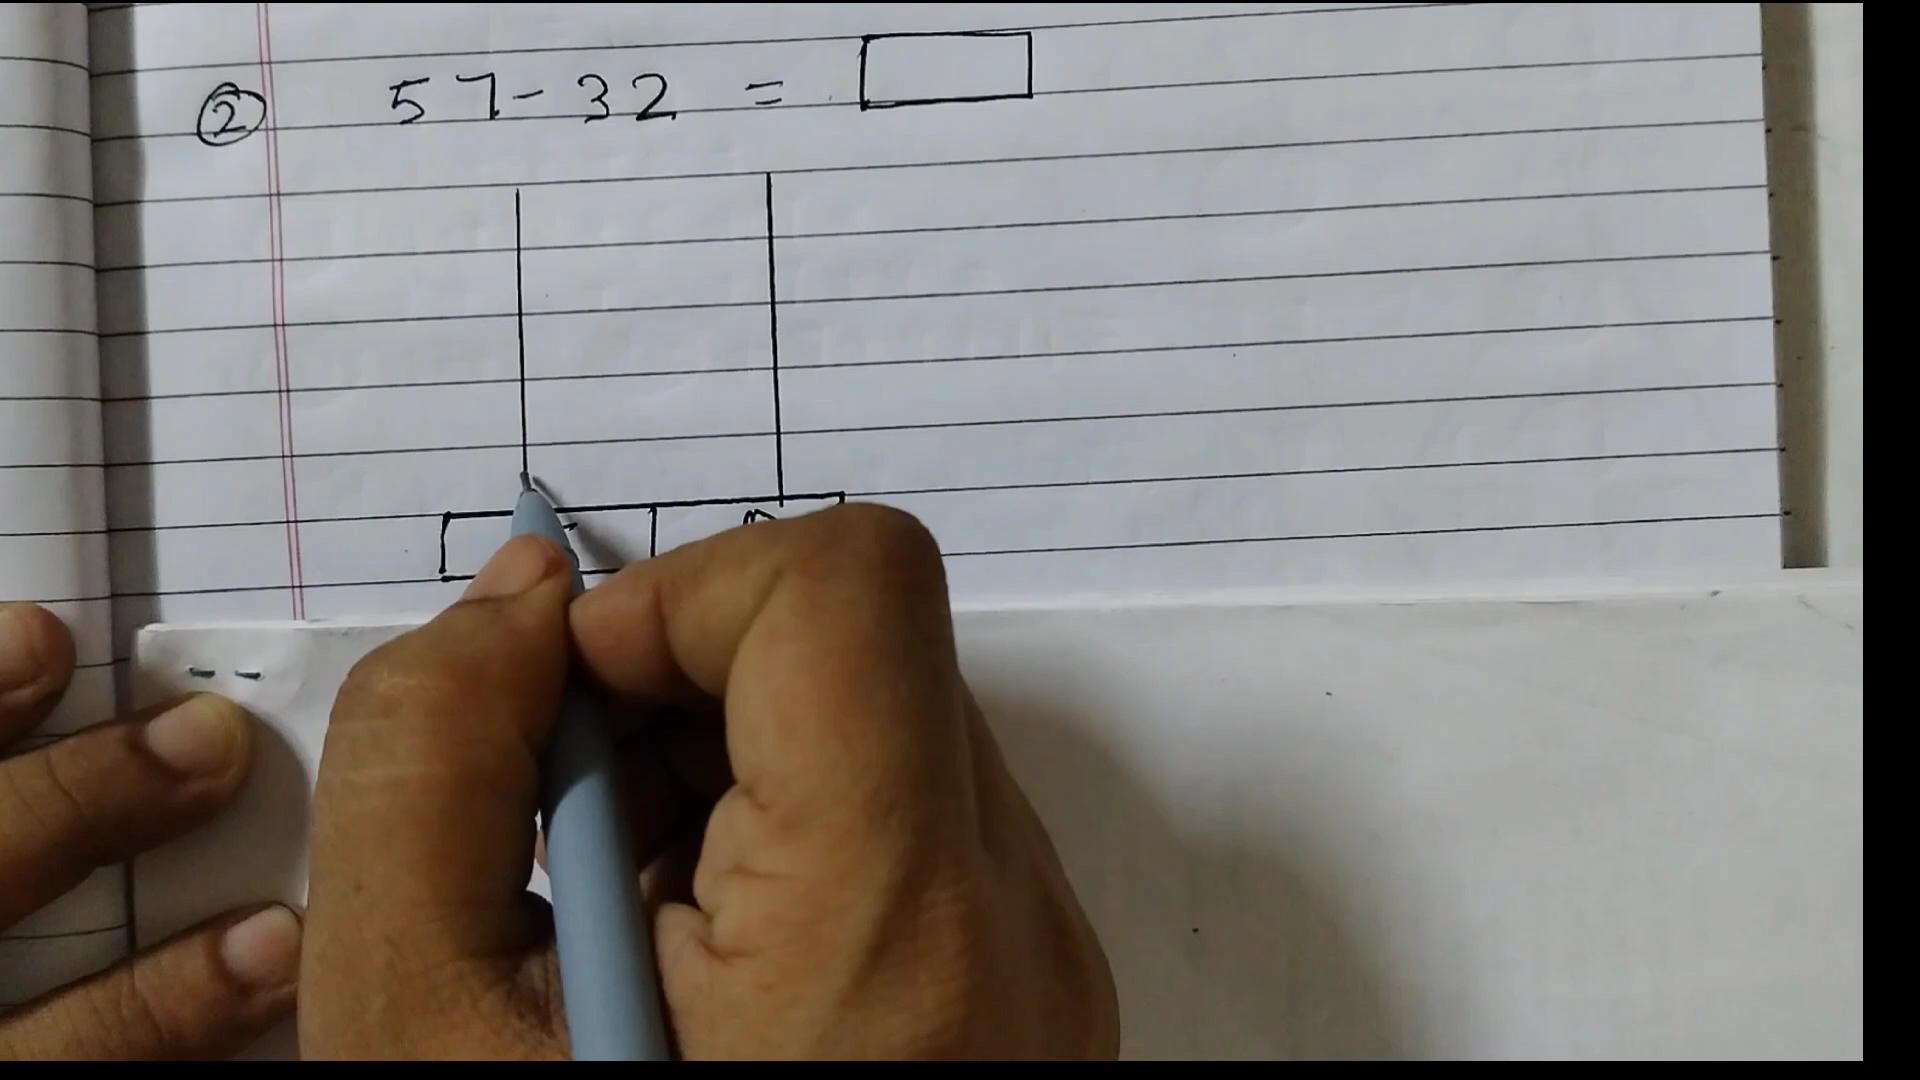 ② 57 - 32 =